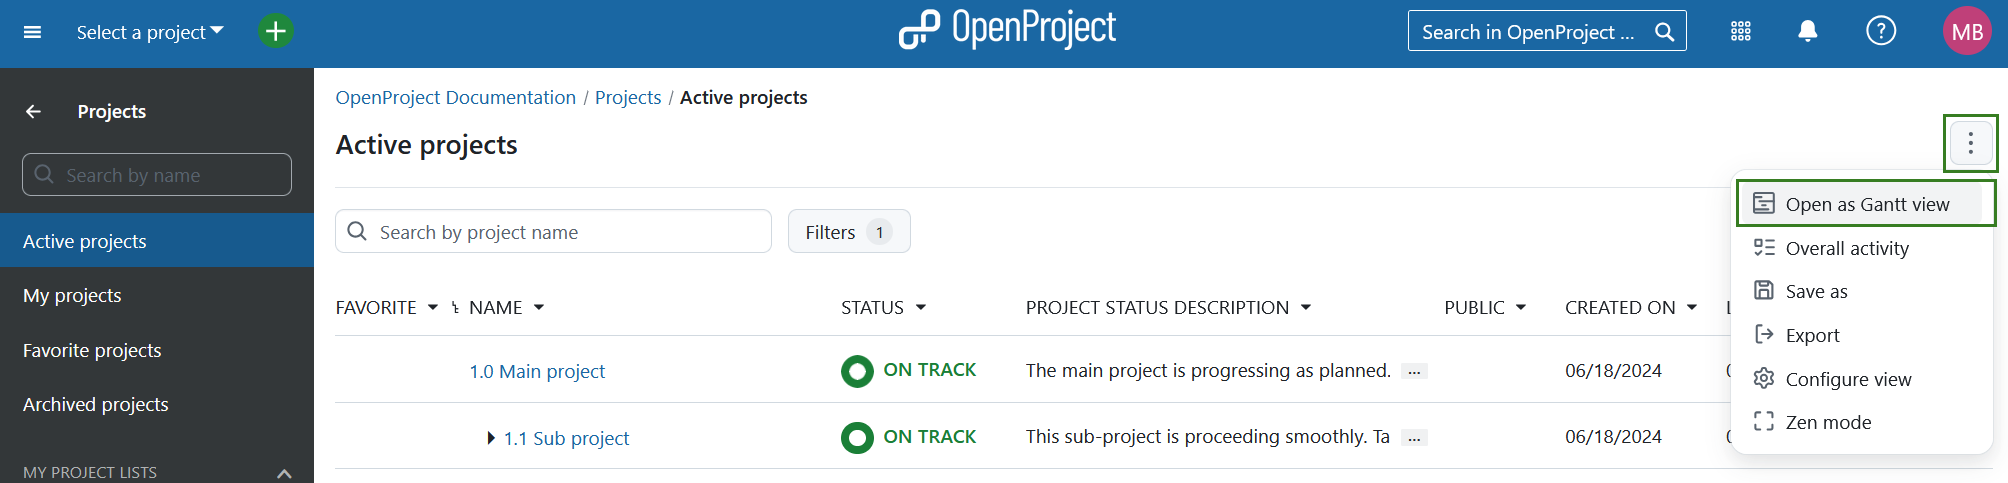 Select a project
OpenProject
Search in OpenProject ...
?
MB
Projects
Search by name
Active projects
My projects
Favorite projects
Archived projects
MY PROJECT LISTS
OpenProject Documentation / Projects / Active projects
Active projects
Search by project name
Filters 1
FAVORITE NAME STATUS PROJECT STATUS DESCRIPTION PUBLIC CREATED ON
1.0 Main project ON TRACK The main project is progressing as planned. ... 06/18/2024
1.1 Sub project ON TRACK This sub-project is proceeding smoothly. Ta ... 06/18/2024
Open as Gantt view
Overall activity
Save as
Export
Configure view
Zen mode